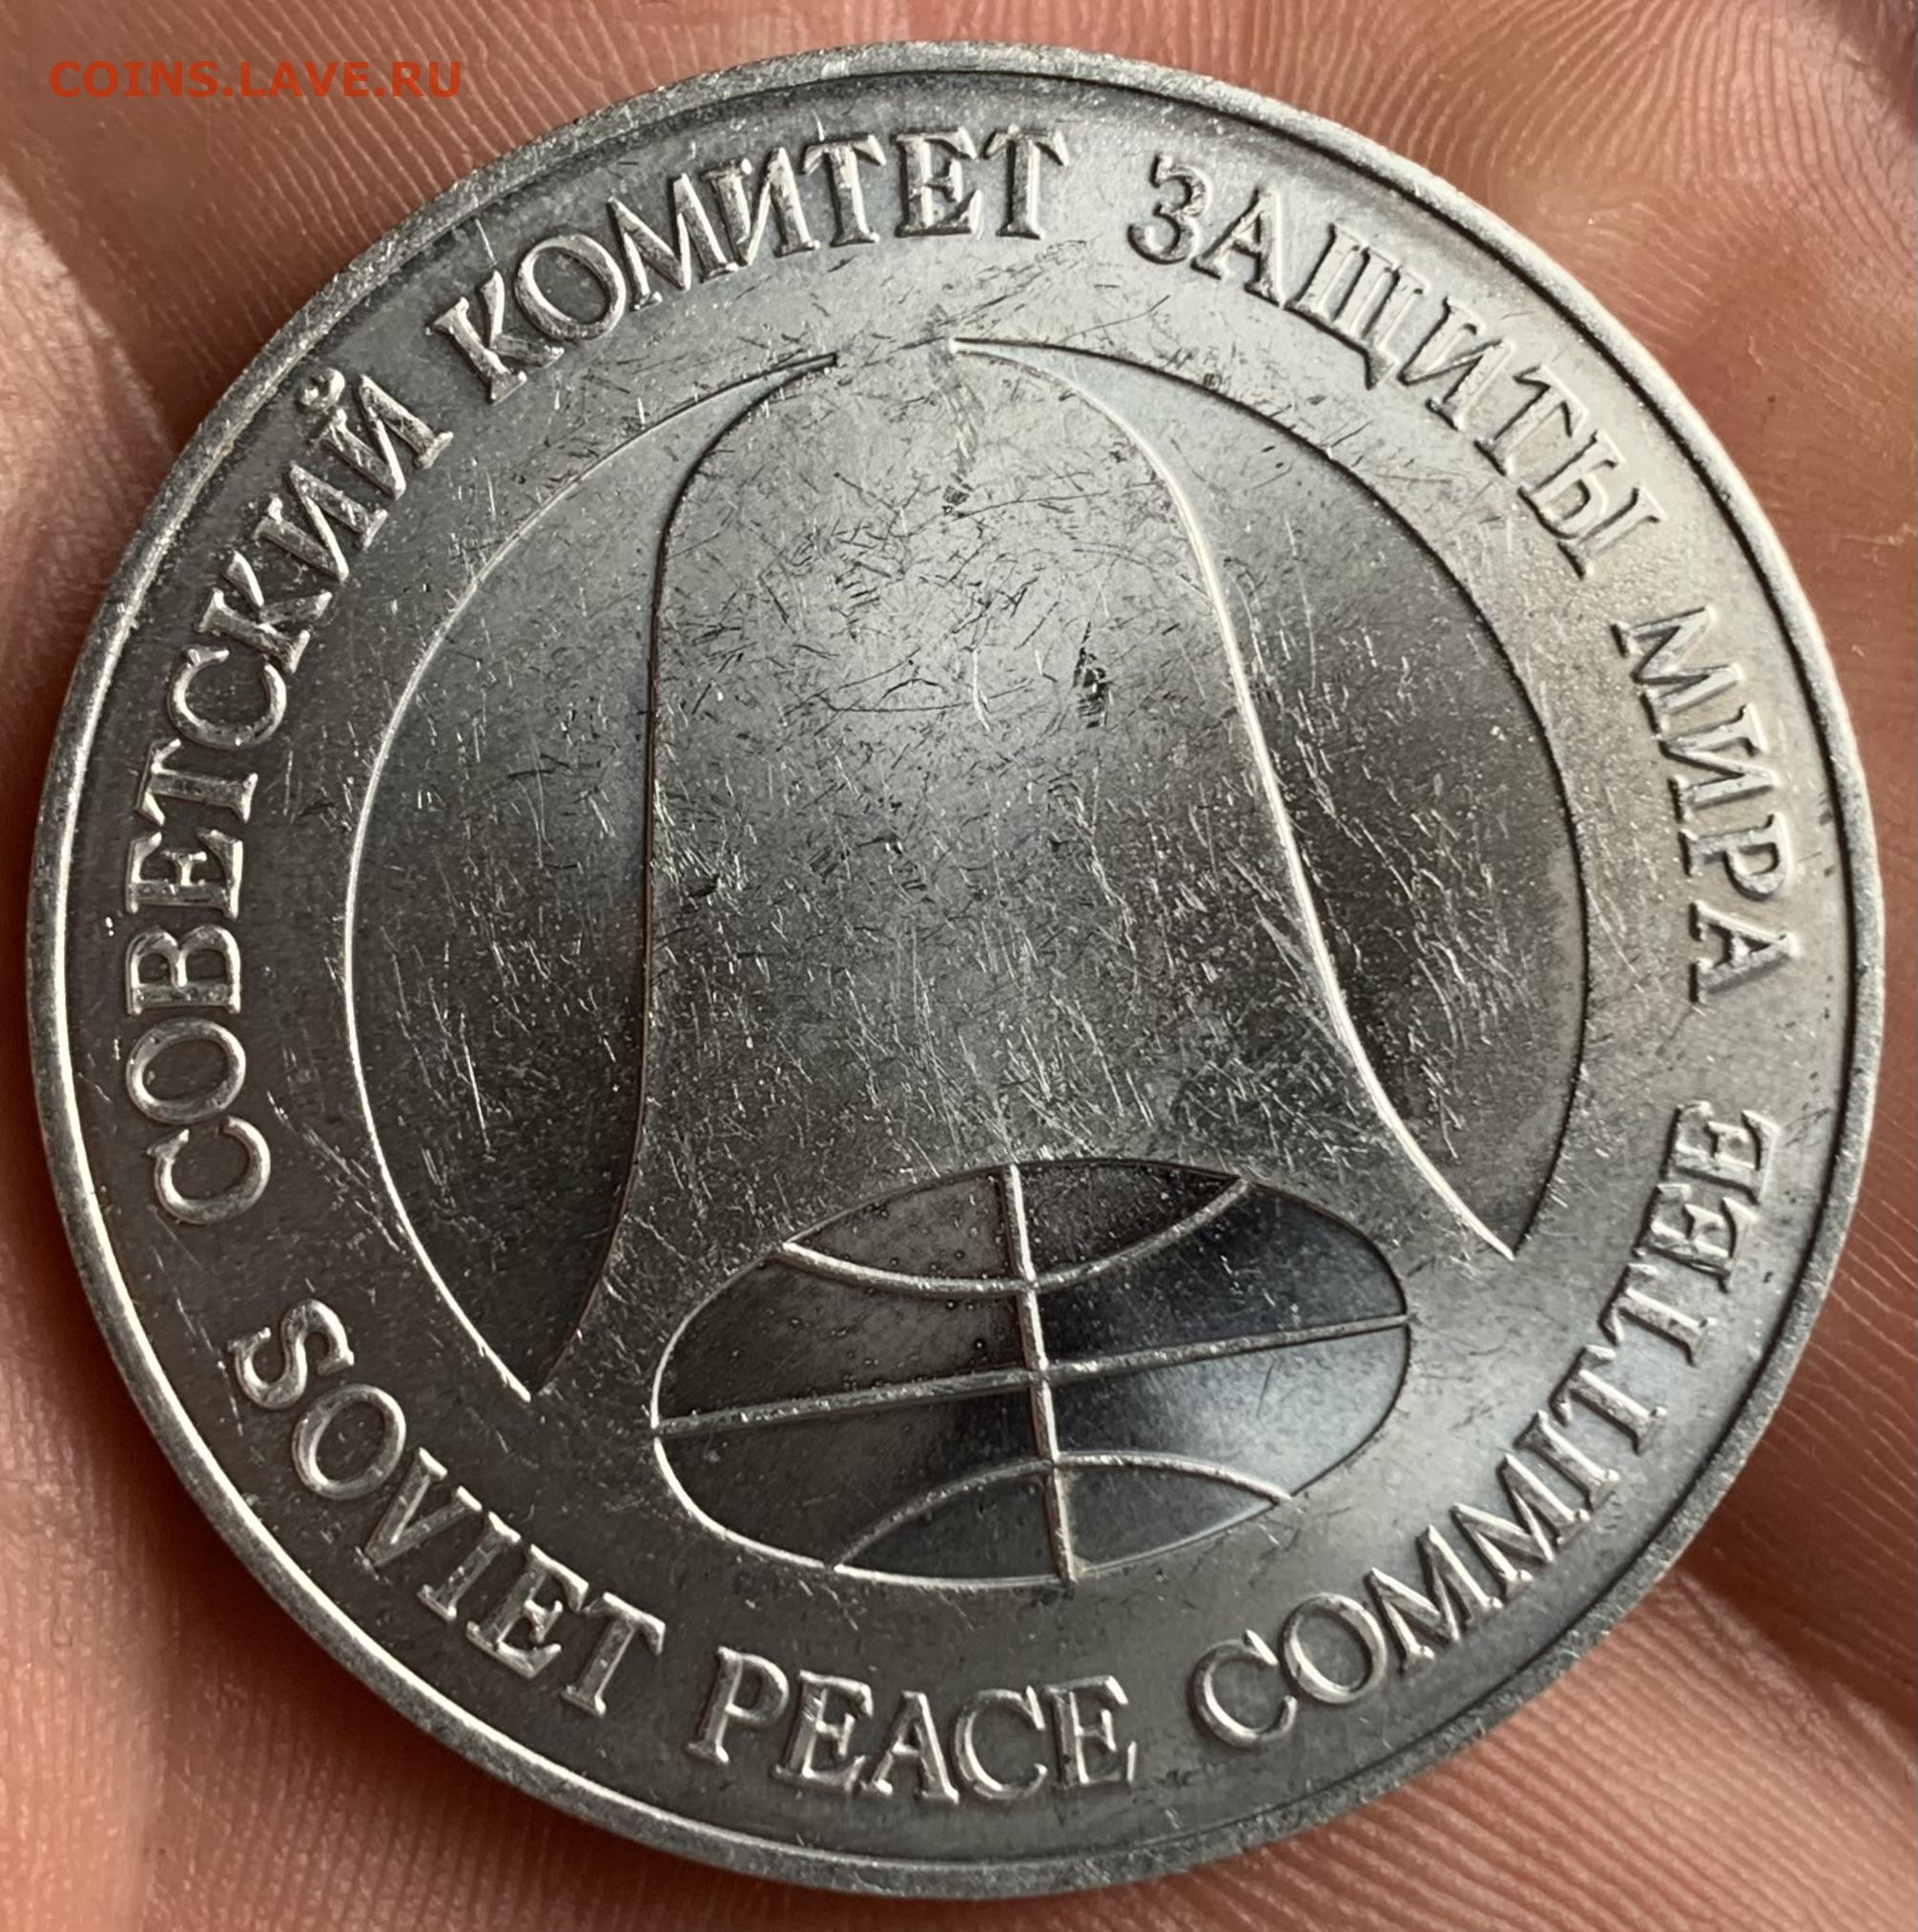 COINS.LAVE.RU
СОВЕТСКИЙ КОМИТЕТ ЗАЩИТЫ МИРА
SOVIET PEACE COMMITTEE